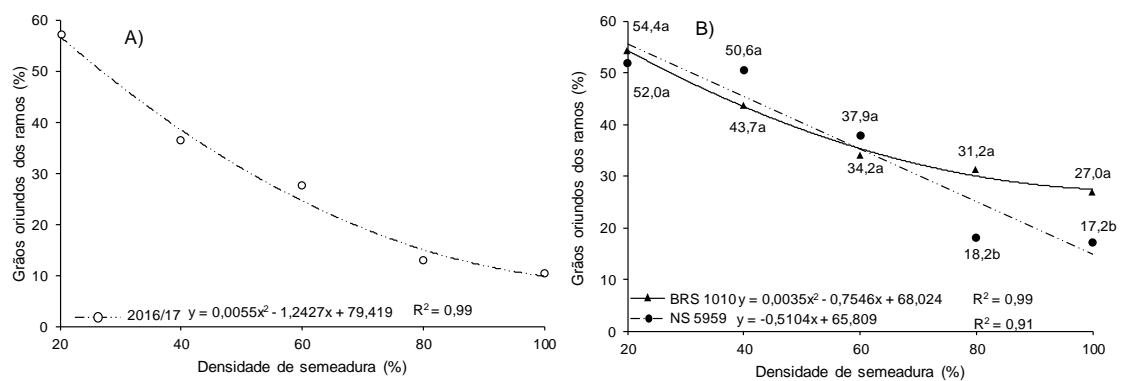 A)
Grãos oriundos dos ramos (%)
60
50
40
30
20
10
0
2016/17 y = 0,0055x² - 1,2427x + 79,419 R² = 0,99
20 40 60 80 100
Densidade de semeadura (%)
B)
Grãos oriundos dos ramos (%)
60
50
40
30
20
10
0
54,4a
52,0a
50,6a
43,7a
37,9a
34,2a
31,2a
18,2b
27,0a
17,2b
BRS 1010 y = 0,0035x² - 0,7546x + 68,024 R² = 0,99
NS 5959 y = -0,5104x + 65,809 R² = 0,91
20 40 60 80 100
Densidade de semeadura (%)